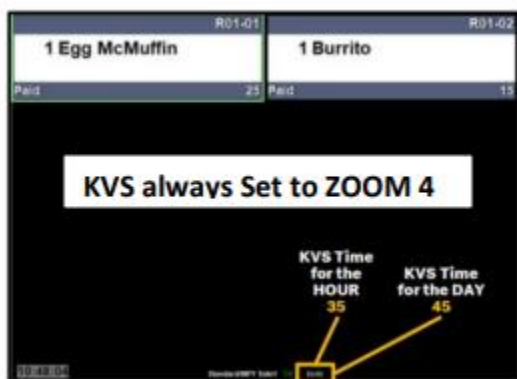 R01-01
1 Egg McMuffin
Paid 25
R01-02
1 Burrito
Paid 15
KVS always Set to ZOOM 4
KVS Time
for the
HOUR
35
KVS Time
for the DAY
45
10:48:04